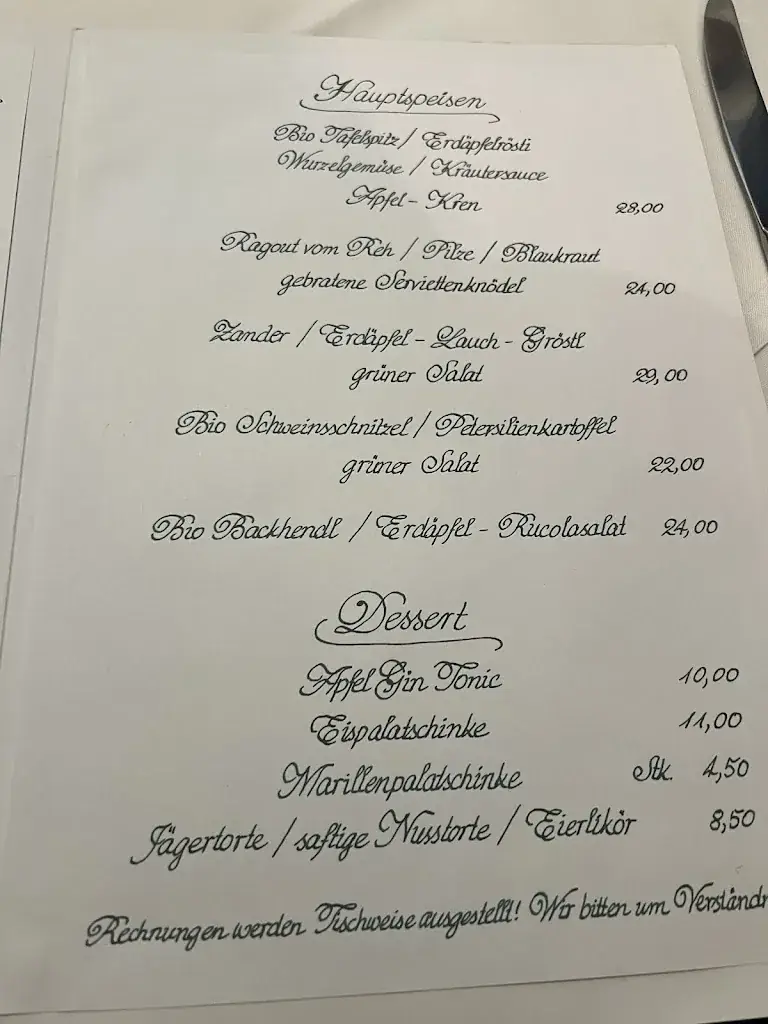 Hauptspeisen
Bio Tafelspitz / Erdäpfelrösti
Wurzelgemüse / Kräutersauce
Apfel - Kren 28,00
Ragout vom Reh / Pilze / Blaukraut
gebratene Serviettenknödel 24,00
Zander / Erdäpfel - Lauch - Gröstl
grüner Salat 29,00
Bio Schweinsschnitzel / Petersilienkartoffel
grüner Salat 22,00
Bio Backhendl / Erdäpfel - Rucolasalat 24,00
Dessert
Apfel Gin Tonic 10,00
Eispalatschinke 11,00
Marillenpalatschinke Stk. 4,50
Jägertorte / saftige Nusstorte / Eierlikör 8,50
Rechnungen werden Tischweise ausgestellt! Wir bitten um